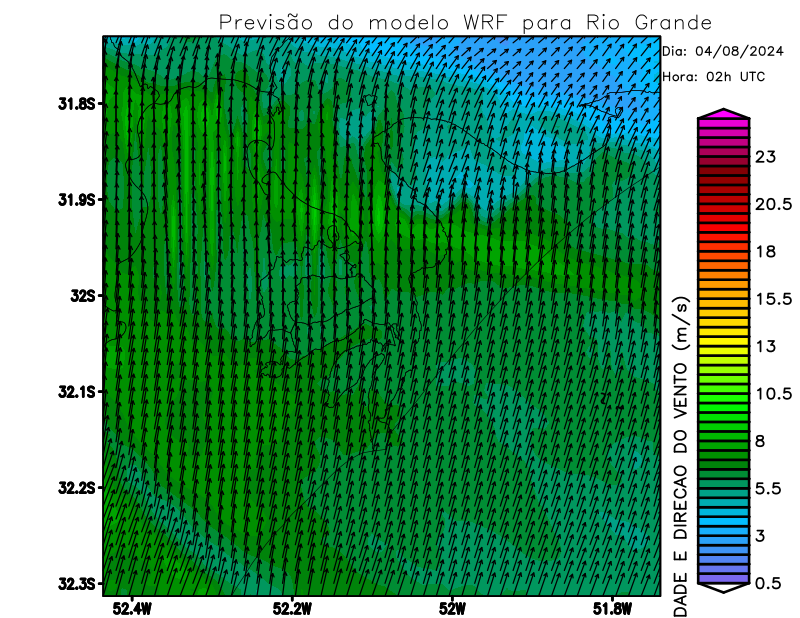 Previsão do modelo WRF para Rio Grande
Dia: 04/08/2024
Hora: 02h UTC
31.8S
31.9S
32S
32.1S
32.2S
32.3S
52.4W
52.2W
52W
51.8W
23
20.5
18
15.5
13
10.5
8
5.5
3
0.5
DADE E DIRECAO DO VENTO (m/s)